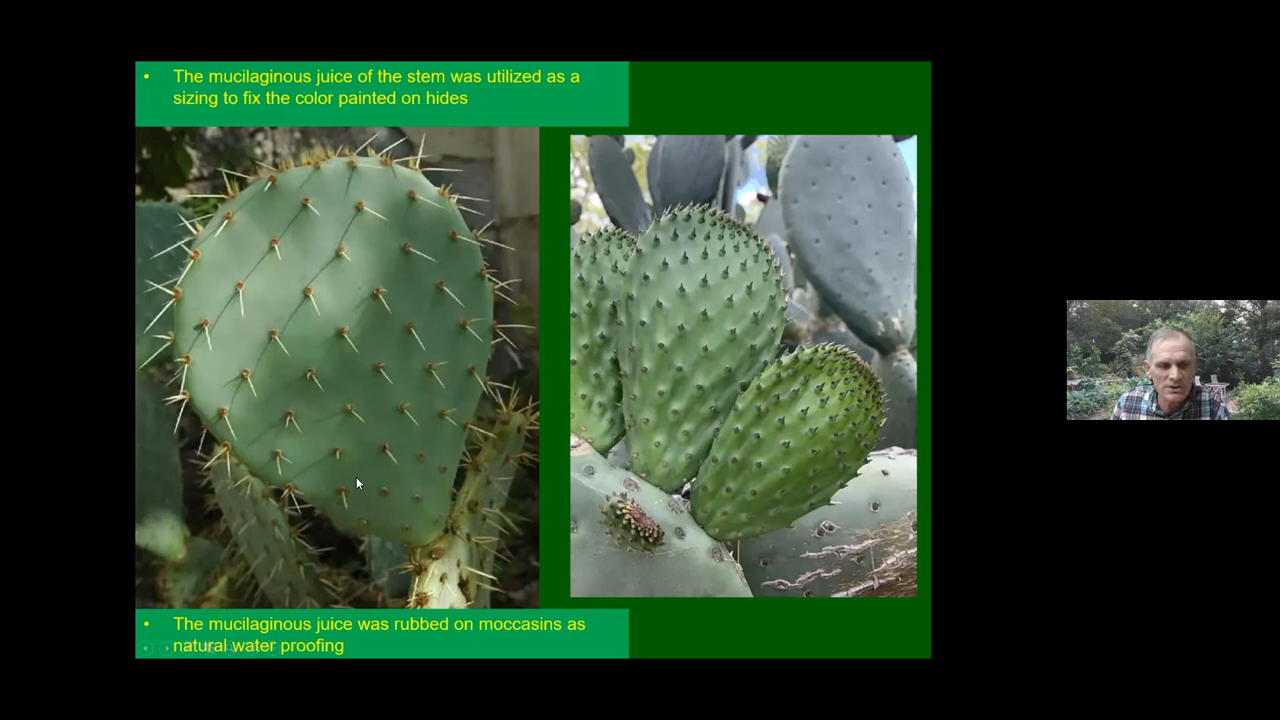 • The mucilaginous juice of the stem was utilized as a
sizing to fix the color painted on hides
• The mucilaginous juice was rubbed on moccasins as
natural water proofing